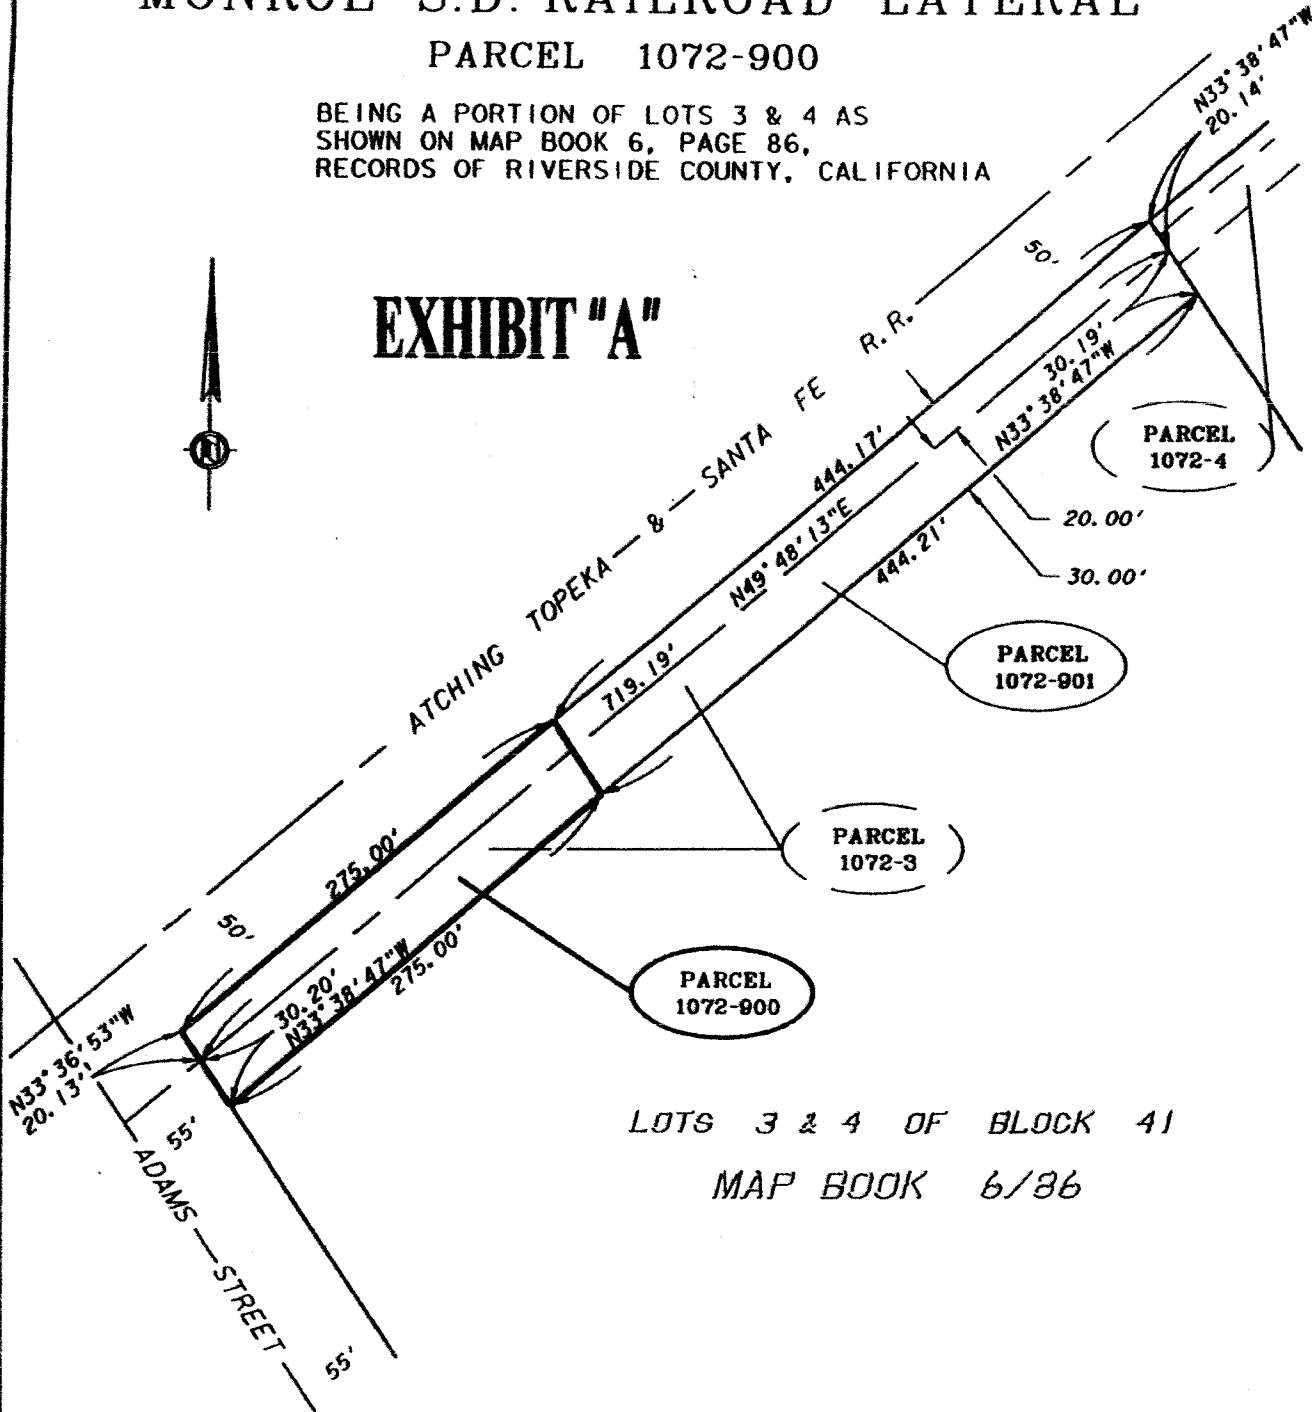 MONROE S.D. RAILROAD LATERAL
PARCEL 1072-900
BEING A PORTION OF LOTS 3 & 4 AS
SHOWN ON MAP BOOK 6, PAGE 86,
RECORDS OF RIVERSIDE COUNTY, CALIFORNIA
N33°38'47"W
20.14'
EXHIBIT "A"
50'
ATCHING TOPEKA & SANTA FE R.R.
30.19'
N33°38'47"W
PARCEL
1072-4
444.17'
N49°48'13"E
20.00'
444.21'
30.00'
719.19'
PARCEL
1072-901
275.00'
PARCEL
1072-3
50'
30.20'
N33°38'47"W
275.00'
PARCEL
1072-900
N33°36'53"W
20.13'
55'
ADAMS STREET
55'
LOTS 3 & 4 OF BLOCK 41
MAP BOOK 6/86